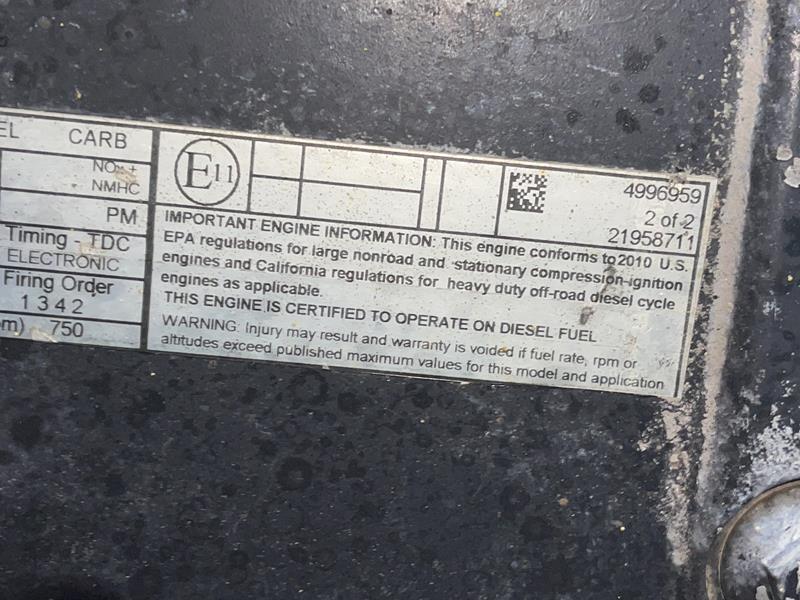 CARB
NOx +
NMHC
PM
Timing - TDC
ELECTRONIC
Firing Order
1 3 4 2
750
E11
4996959
2 of 2
21958711
IMPORTANT ENGINE INFORMATION: This engine conforms to 2010 U.S.
EPA regulations for large nonroad and stationary compression-ignition
engines and California regulations for heavy duty off-road diesel cycle
engines as applicable.
THIS ENGINE IS CERTIFIED TO OPERATE ON DIESEL FUEL
WARNING: Injury may result and warranty is voided if fuel rate, rpm or
altitudes exceed published maximum values for this model and application